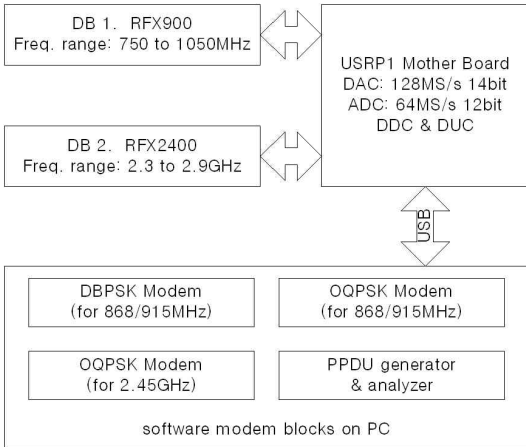 DB 1. RFX900
Freq. range: 750 to 1050MHz
USRP1 Mother Board
DAC: 128MS/s 14bit
ADC: 64MS/s 12bit
DDC & DUC
DB 2. RFX2400
Freq. range: 2.3 to 2.9GHz
USB
DBPSK Modem
(for 868/915MHz)
OQPSK Modem
(for 868/915MHz)
OQPSK Modem
(for 2.45GHz)
PPDU generator
& analyzer
software modem blocks on PC